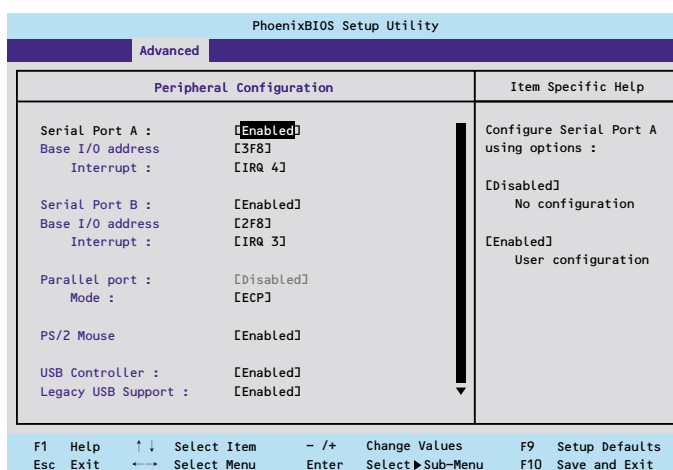 PhoenixBIOS Setup Utility
Advanced
Peripheral Configuration
Item Specific Help
Serial Port A : [Enabled]
Base I/O address [3F8]
Interrupt : [IRQ 4]
Serial Port B : [Enabled]
Base I/O address [2F8]
Interrupt : [IRQ 3]
Parallel port : [Disabled]
Mode : [ECP]
PS/2 Mouse [Enabled]
USB Controller : [Enabled]
Legacy USB Support : [Enabled]
Configure Serial Port A
using options :
[Disabled]
No configuration
[Enabled]
User configuration
F1 Help ↑↓ Select Item - /+ Change Values F9 Setup Defaults
Esc Exit ←→ Select Menu Enter Select▶Sub-Menu F10 Save and Exit